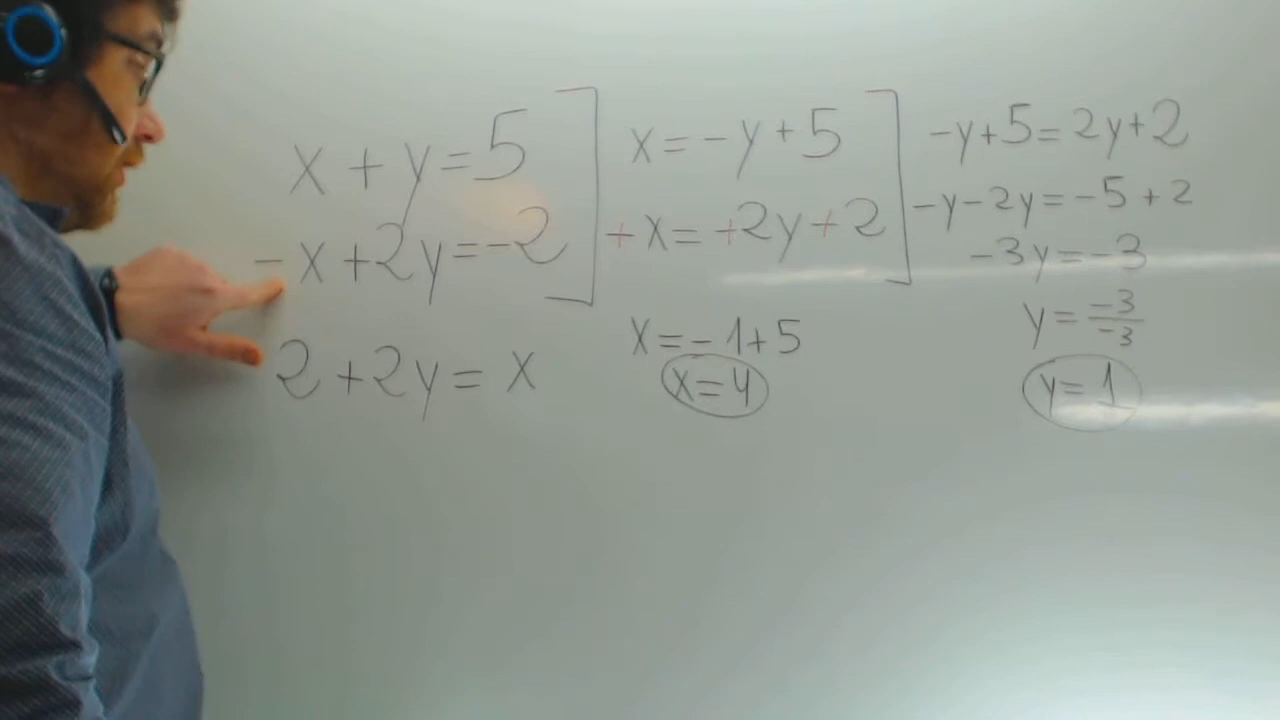 x + y = 5
-x + 2y = -2
2 + 2y = x
x = -y + 5
+x = +2y + 2
x = -1 + 5
x = 4
-y + 5 = 2y + 2
-y - 2y = -5 + 2
-3y = -3
y = -3/-3
y = 1